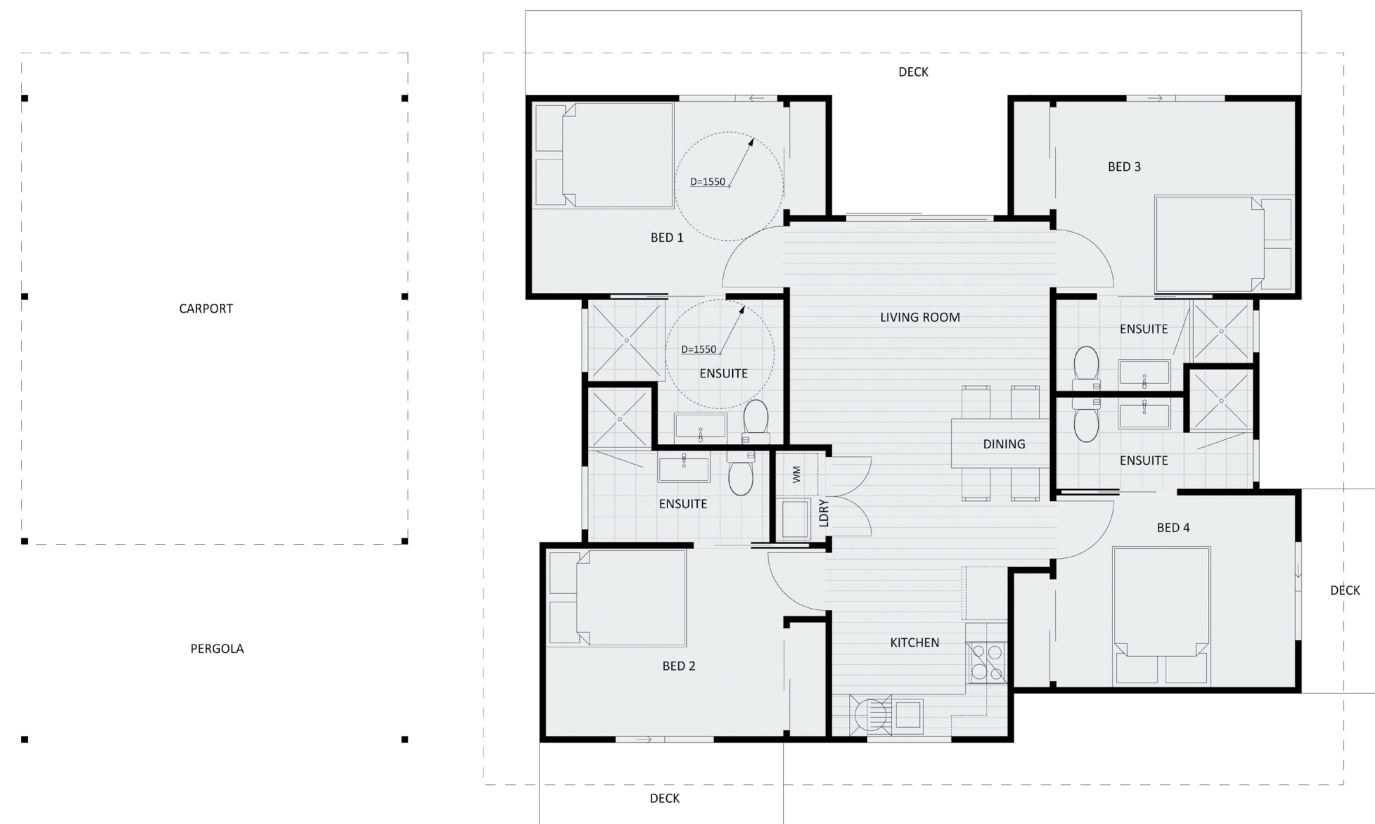 DECK
BED 3
D=1550
BED 1
CARPORT
LIVING ROOM
ENSUITE
D=1550
ENSUITE
DINING
ENSUITE
WM
ENSUITE
LDRY
BED 4
DECK
KITCHEN
PERGOLA
BED 2
DECK